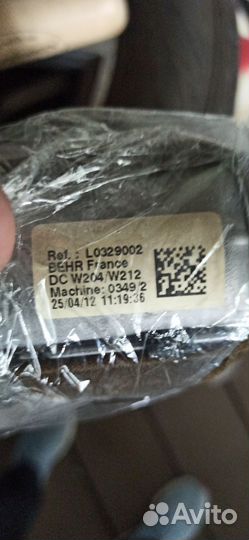 Ref. : L0329002
BEHR France
DC W204/W212
Machine: 0349/2
25/04/12 11:19:36
Avito